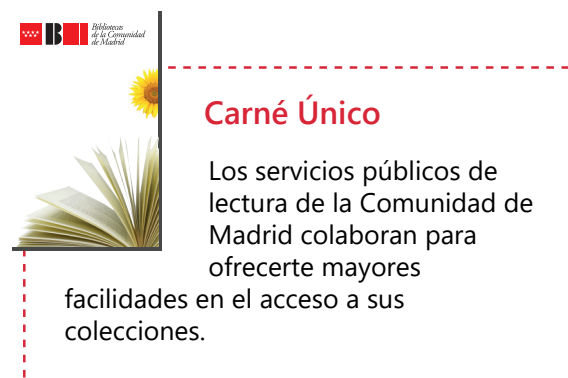 Bibliotecas
de la Comunidad
de Madrid
Carné Único
Los servicios públicos de
lectura de la Comunidad de
Madrid colaboran para
ofrecerte mayores
facilidades en el acceso a sus
colecciones.